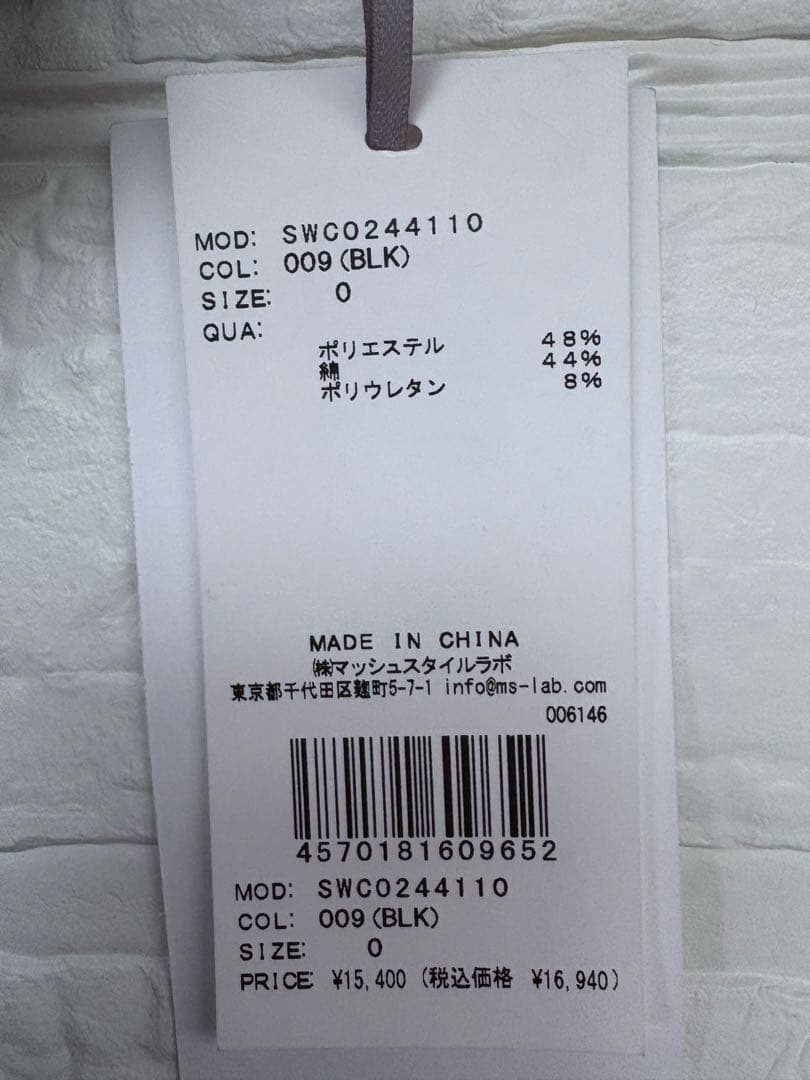 MOD: SWC0244110
COL: 009(BLK)
SIZE: 0
QUA:
ポリエステル 48%
綿 44%
ポリウレタン 8%
MADE IN CHINA
㈱マッシュスタイルラボ
東京都千代田区麹町5-7-1 info@ms-lab.com
006146
4570181609652
MOD: SWC0244110
COL: 009(BLK)
SIZE: 0
PRICE: ¥15,400 (税込価格 ¥16,940)